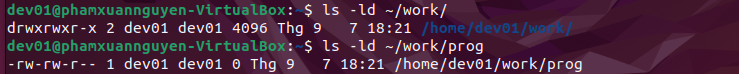 dev01@phamxuannguyen-VirtualBox:~$ ls -ld ~/work/
drwxrwxr-x 2 dev01 dev01 4096 Thg 9   7 18:21 /home/dev01/work/
dev01@phamxuannguyen-VirtualBox:~$ ls -ld ~/work/prog
-rw-rw-r-- 1 dev01 dev01 0 Thg 9   7 18:21 /home/dev01/work/prog